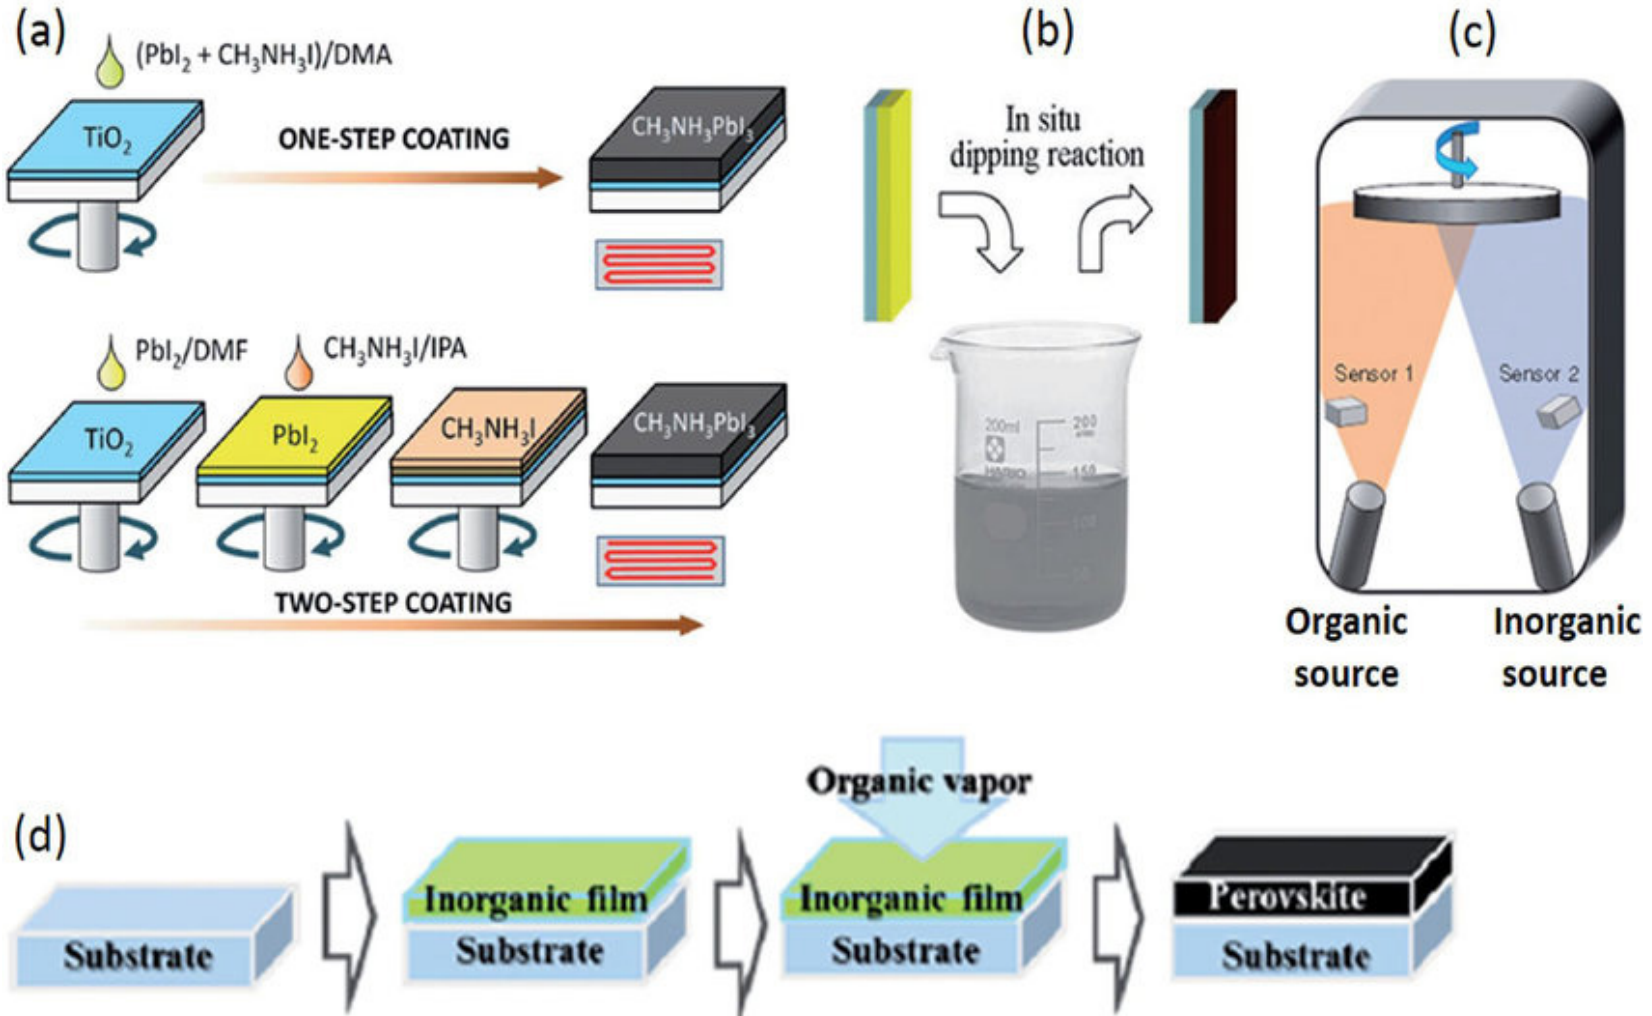 (a)
(PbI₂ + CH₃NH₃I)/DMA
TiO₂
ONE-STEP COATING
CH₃NH₃PbI₃
PbI₂/DMF
CH₃NH₃I/IPA
TiO₂
PbI₂
CH₃NH₃I
CH₃NH₃PbI₃
TWO-STEP COATING
(b)
In situ
dipping reaction
200ml
200
150
100
(c)
Sensor 1
Sensor 2
Organic
source
Inorganic
source
(d)
Substrate
Inorganic film
Substrate
Organic vapor
Inorganic film
Substrate
Perovskite
Substrate